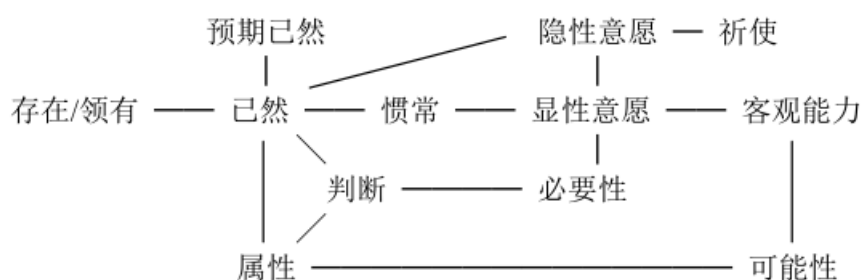 预期已然 隐性意愿 祈使
存在/领有 已然 惯常 显性意愿 客观能力
判断 必要性
属性 可能性